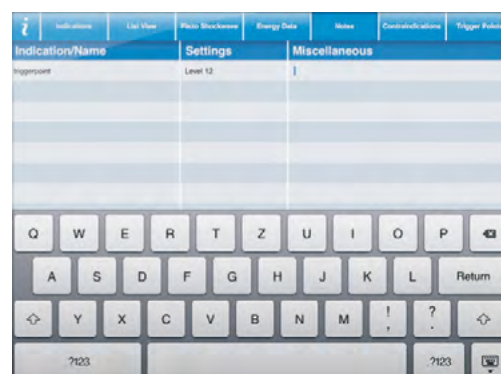 i Indications List View Piezo Shockwave Energy Data Notes Contraindications Trigger Points
Indication/Name Settings Miscellaneous
triggerpoint Level 12
Q W E R T Z U I O P
A S D F G H J K L Return
Y X C V B N M ! , ? .
?123 .?123